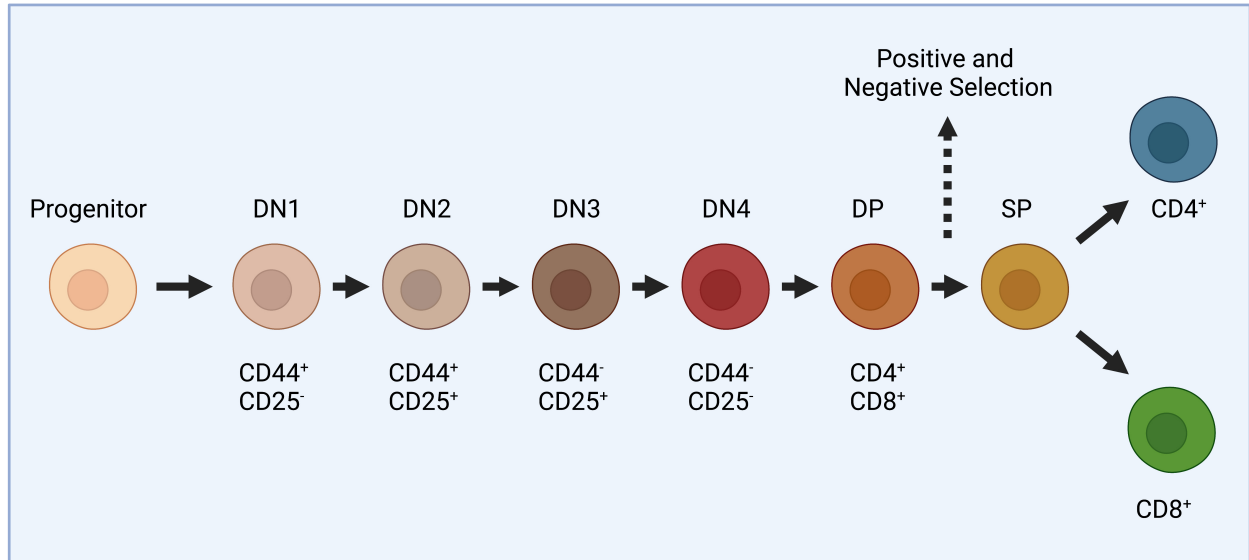 Positive and
Negative Selection
Progenitor
DN1
DN2
DN3
DN4
DP
SP
CD4⁺
CD44⁺
CD25⁻
CD44⁺
CD25⁺
CD44⁻
CD25⁺
CD44⁻
CD25⁻
CD4⁺
CD8⁺
CD8⁺